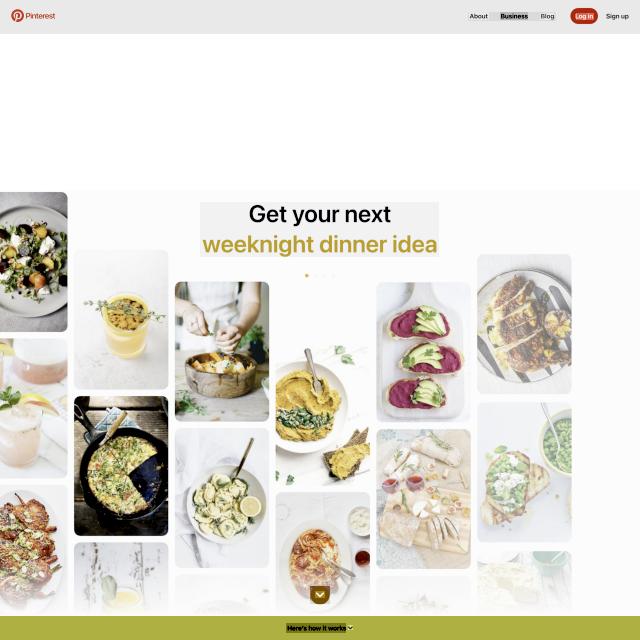 Pinterest
About
Business
Blog
Log in
Sign up
Get your next
weeknight dinner idea
Here's how it works